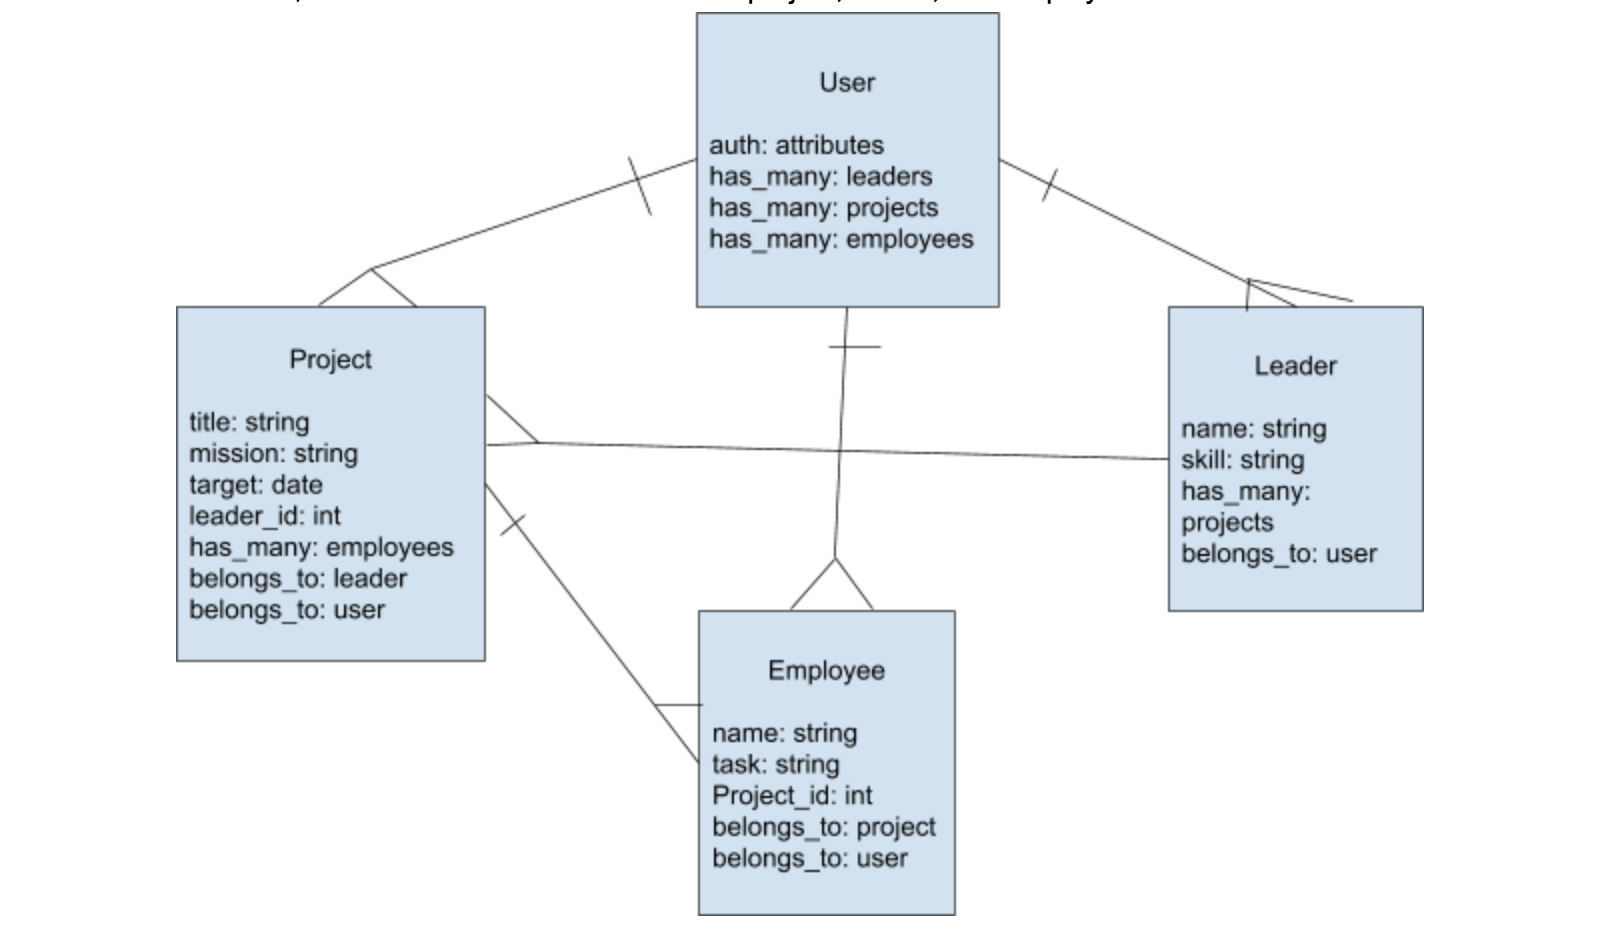 User
auth: attributes
has_many: leaders
has_many: projects
has_many: employees
Project
title: string
mission: string
target: date
leader_id: int
has_many: employees
belongs_to: leader
belongs_to: user
Leader
name: string
skill: string
has_many:
projects
belongs_to: user
Employee
name: string
task: string
Project_id: int
belongs_to: project
belongs_to: user